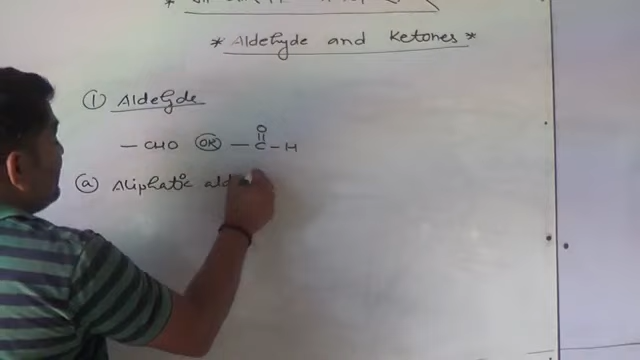 * Aldehyde and Ketones *
① Aldehyde
— CHO OR — C – H
O
ⓐ Aliphatic ald